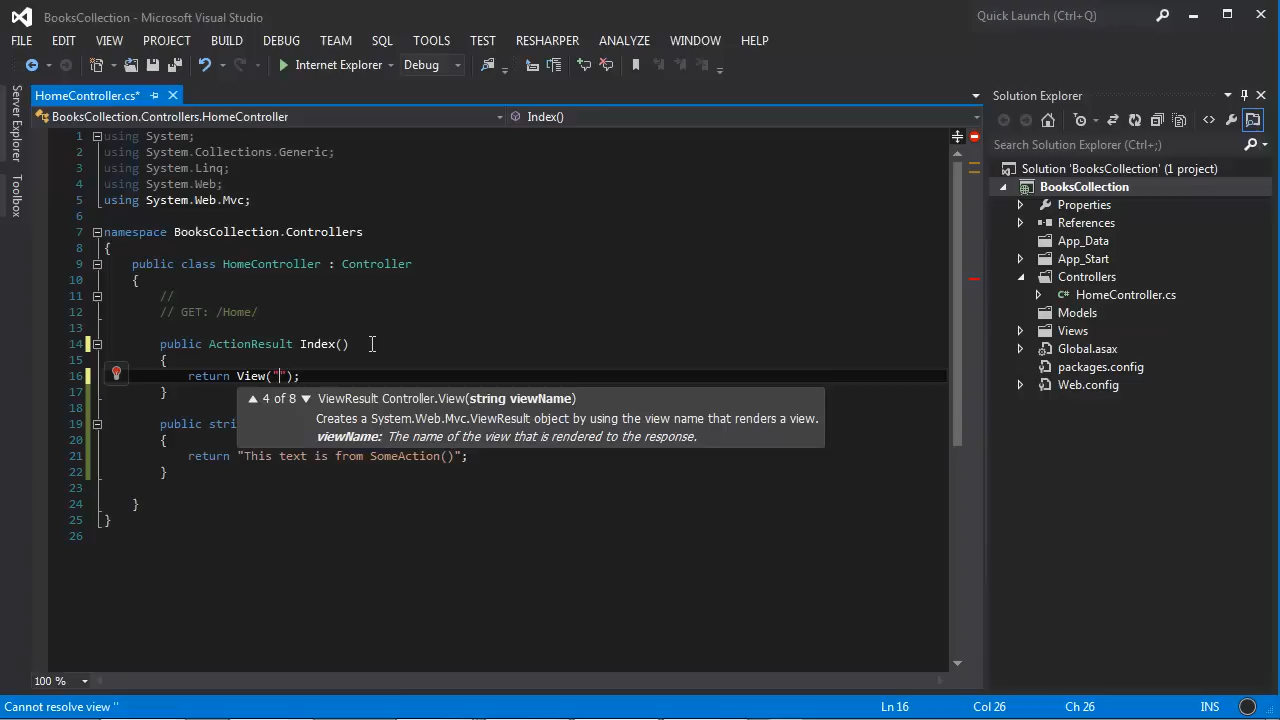 BooksCollection - Microsoft Visual Studio
Quick Launch (Ctrl+Q)
FILE EDIT VIEW PROJECT BUILD DEBUG TEAM SQL TOOLS TEST RESHARPER ANALYZE WINDOW HELP
Internet Explorer Debug
Server Explorer
Toolbox
HomeController.cs*
BooksCollection.Controllers.HomeController
Index()
1 using System;
2 using System.Collections.Generic;
3 using System.Linq;
4 using System.Web;
5 using System.Web.Mvc;
6
7 namespace BooksCollection.Controllers
8 {
9 public class HomeController : Controller
10 {
11 //
12 // GET: /Home/
13
14 public ActionResult Index()
15 {
16 return View("");
17 }
4 of 8 ViewResult Controller.View(string viewName)
Creates a System.Web.Mvc.ViewResult object by using the view name that renders a view.
viewName: The name of the view that is rendered to the response.
18
19 public stri
20 {
21 return "This text is from SomeAction()";
22 }
23
24 }
25 }
26
100 %
Solution Explorer
Search Solution Explorer (Ctrl+;)
Solution 'BooksCollection' (1 project)
BooksCollection
Properties
References
App_Data
App_Start
Controllers
C# HomeController.cs
Models
Views
Global.asax
packages.config
Web.config
Cannot resolve view ''
Ln 16 Col 26 Ch 26 INS